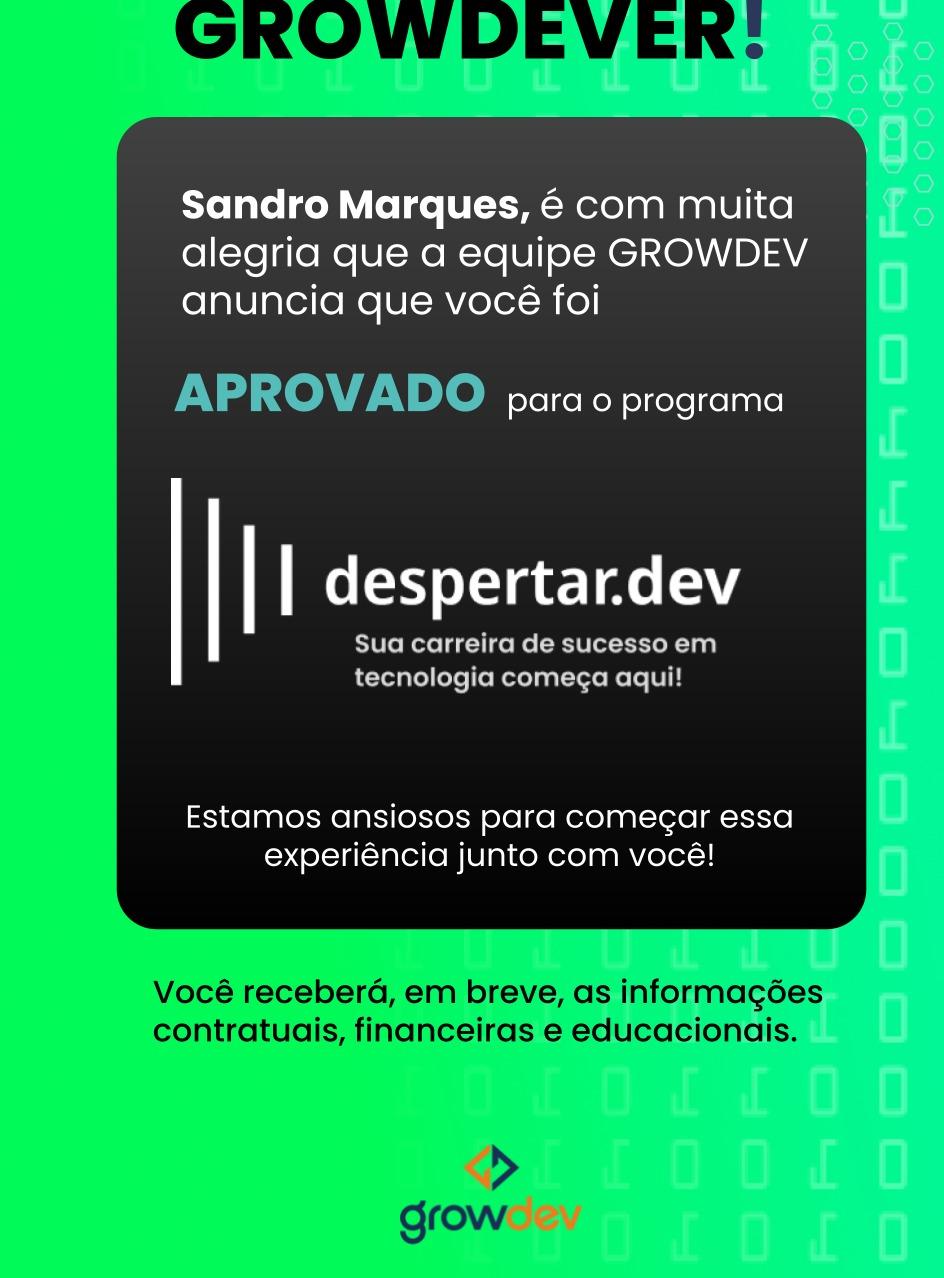 GROWDEVER!
Sandro Marques, é com muita
alegria que a equipe GROWDEV
anuncia que você foi
APROVADO para o programa
despertar.dev
Sua carreira de sucesso em
tecnologia começa aqui!
Estamos ansiosos para começar essa
experiência junto com você!
Você receberá, em breve, as informações
contratuais, financeiras e educacionais.
growdev